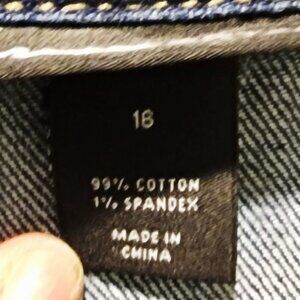 18
99% COTTON
1% SPANDEX
MADE IN
CHINA